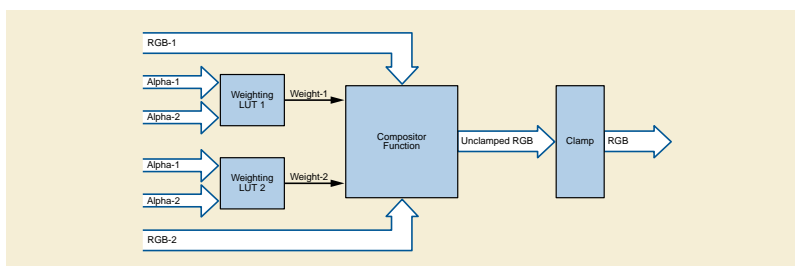 RGB-1
Alpha-1
Alpha-2
Weighting
LUT 1
Weight-1
Alpha-1
Alpha-2
Weighting
LUT 2
Weight-2
RGB-2
Compositor
Function
Unclamped RGB
Clamp
RGB